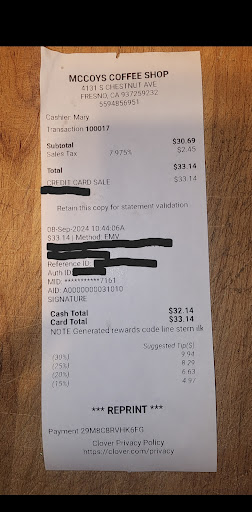 MCCOYS COFFEE SHOP
4131 S CHESTNUT AVE
FRESNO, CA 937259232
5594856951
Cashier: Mary
Transaction 100017
Subtotal $30.69
Sales Tax 7.975% $2.45
Total $33.14
CREDIT CARD SALE $33.14
Retain this copy for statement validation
08-Sep-2024 10:44:06A
$33.14 | Method: EMV
Reference ID:
Auth ID:
MID: ***********7161
AID: A0000000031010
SIGNATURE
Cash Total $32.14
Card Total $33.14
NOTE Generated rewards code line
Suggested Tip($)
(30%) 9.94
(25%) 8.29
(20%) 6.63
(15%) 4.97
*** REPRINT ***
Payment 29M8C8RVHK6FG
Clover Privacy Policy
https://clover.com/privacy